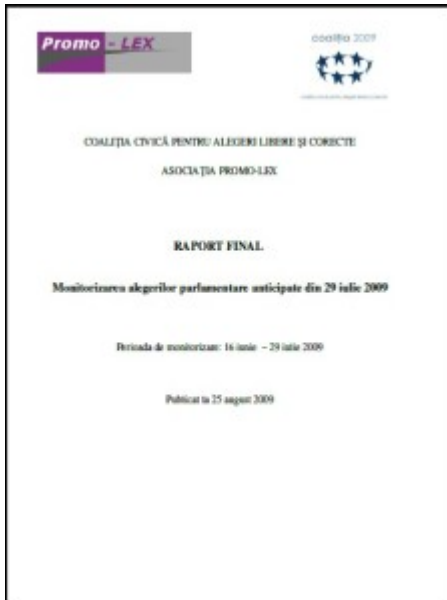 Promo - LEX
coaliția 2009
COALIȚIA CIVICĂ PENTRU ALEGERI LIBERE ȘI CORECTE
ASOCIAȚIA PROMO-LEX
RAPORT FINAL
Monitorizarea alegerilor parlamentare anticipate din 29 iulie 2009
Perioada de monitorizare: 16 iunie – 29 iulie 2009
Publicat la 25 august 2009